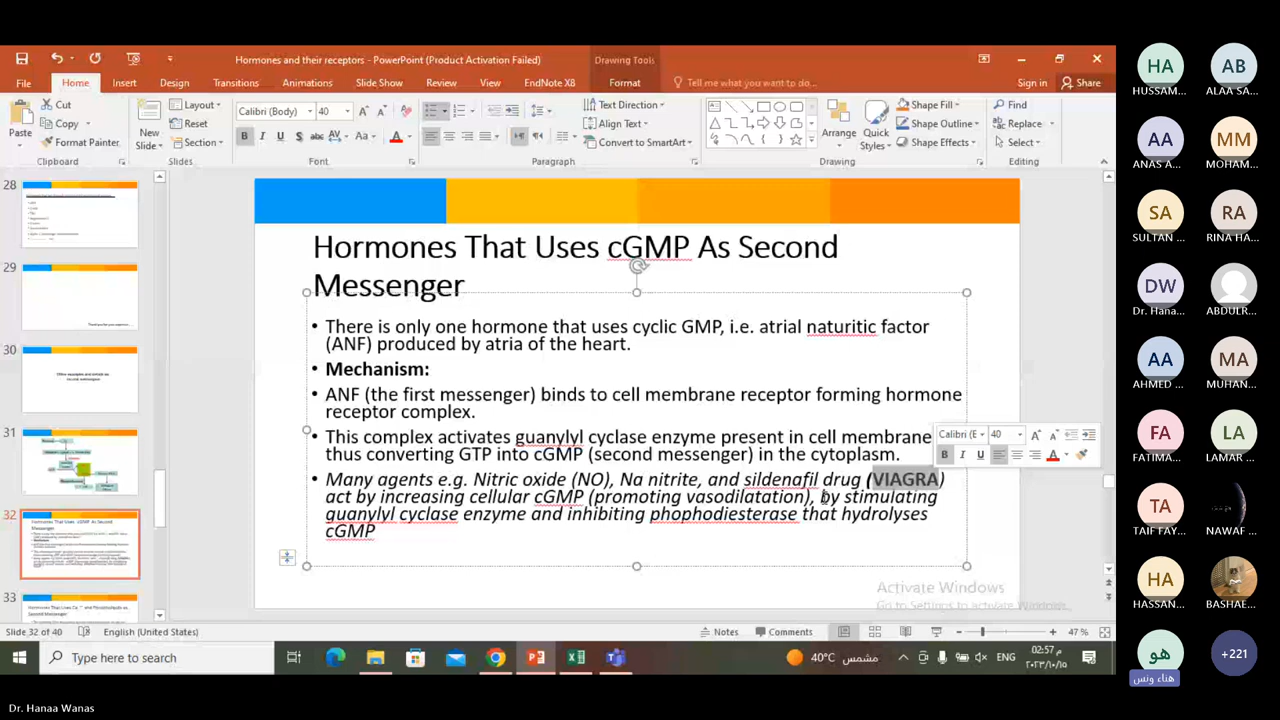 Hormones and their receptors - PowerPoint (Product Activation Failed)
Drawing Tools
File Home Insert Design Transitions Animations Slide Show Review View EndNote X8 Format Tell me what you want to do... Sign in Share
Paste
Cut
Copy
Format Painter
Clipboard
New Slide
Layout
Reset
Section
Slides
Calibri (Body) 40
Font
Paragraph
Text Direction
Align Text
Convert to SmartArt
Arrange
Quick Styles
Shape Fill
Shape Outline
Shape Effects
Drawing
Find
Replace
Select
Editing
28
29
30
31
32
33
Hormones That Uses cGMP As Second
Messenger
• There is only one hormone that uses cyclic GMP, i.e. atrial naturitic factor
(ANF) produced by atria of the heart.
• Mechanism:
• ANF (the first messenger) binds to cell membrane receptor forming hormone
receptor complex.
• This complex activates guanylyl cyclase enzyme present in cell membrane
thus converting GTP into cGMP (second messenger) in the cytoplasm.
• Many agents e.g. Nitric oxide (NO), Na nitrite, and sildenafil drug (VIAGRA)
act by increasing cellular cGMP (promoting vasodilatation), by stimulating
guanylyl cyclase enzyme and inhibiting phophodiesterase that hydrolyses
cGMP
Calibri (E 40
Activate Windows
Go to Settings to activate Windows.
Slide 32 of 40 English (United States) Notes Comments 47 %
Type here to search
40°C مشمس ENG
02:57 م
٢٠٢٣/١٠/١٥
HA AB
HUSSAM... ALAA SA...
AA MM
ANAS A... MOHAM...
SA RA
SULTAN ... RINA HA...
DW
Dr. Hana... ABDULR...
AA MA
AHMED ... MUHAN...
FA LA
FATIMA... LAMAR ...
TA
TAIF FAY... NAWAF ...
HA
HASSAN... BASHAE...
هو +221
هناء ونس
Dr. Hanaa Wanas